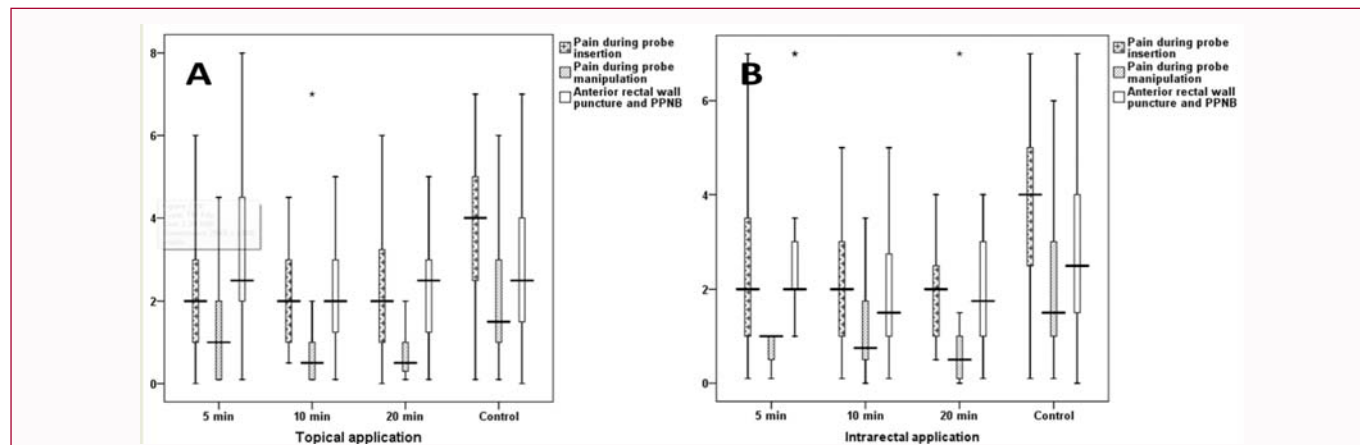 A
8
6
4
2
0
5 min
10 min
20 min
Control
Topical application
Pain during probe
insertion
Pain during probe
manipulation
Anterior rectal wall
puncture and PPNB
B
6
4
2
0
5 min
10 min
20 min
Control
Intrarectal application
Pain during probe
insertion
Pain during probe
manipulation
Anterior rectal wall
puncture and PPNB